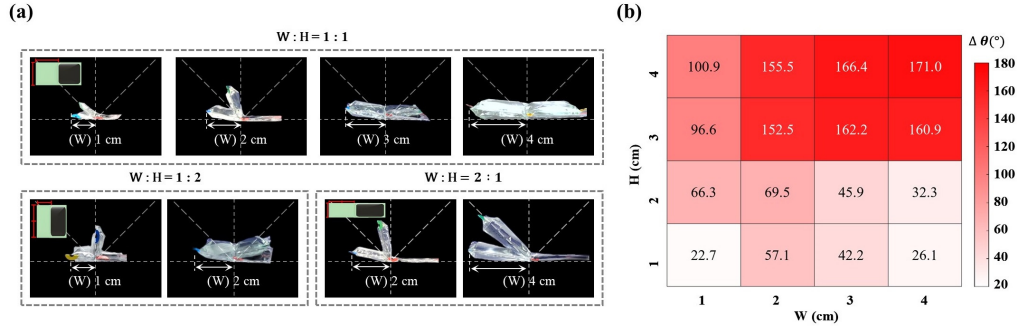 (a)
W : H = 1 : 1
(W) 1 cm
(W) 2 cm
(W) 3 cm
(W) 4 cm
W : H = 1 : 2
(W) 1 cm
(W) 2 cm
W : H = 2 : 1
(W) 2 cm
(W) 4 cm
(b)
Δ θ(°)
H (cm)
4
100.9 155.5 166.4 171.0
3
96.6 152.5 162.2 160.9
2
66.3 69.5 45.9 32.3
1
22.7 57.1 42.2 26.1
1 2 3 4
W (cm)
180
160
140
120
100
80
60
40
20
0